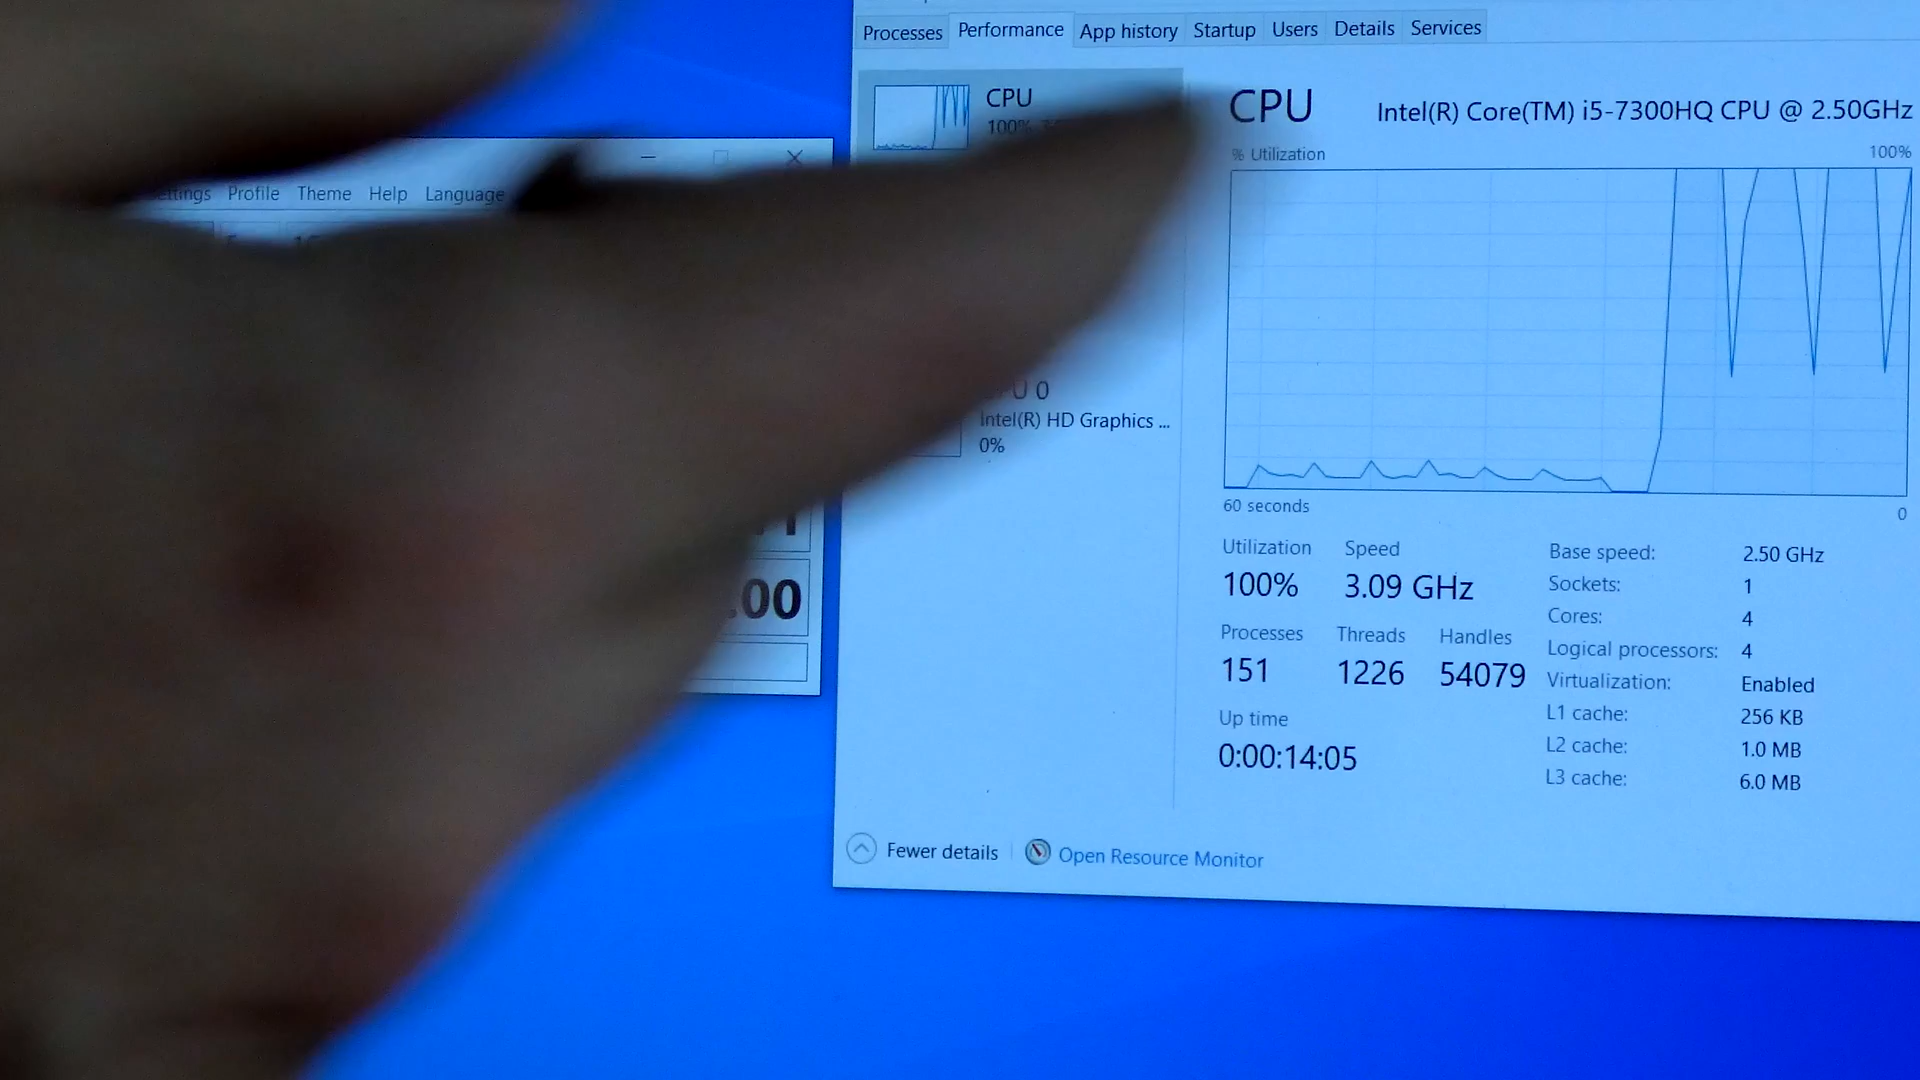 Processes Performance App history Startup Users Details Services
CPU
100%
CPU Intel(R) Core(TM) i5-7300HQ CPU @ 2.50GHz
% Utilization 100%
Profile Theme Help Language
0
Intel(R) HD Graphics ...
0%
60 seconds 0
Utilization Speed
100% 3.09 GHz
Processes Threads Handles
151 1226 54079
Up time
0:00:14:05
Base speed: 2.50 GHz
Sockets: 1
Cores: 4
Logical processors: 4
Virtualization: Enabled
L1 cache: 256 KB
L2 cache: 1.0 MB
L3 cache: 6.0 MB
.00
Fewer details Open Resource Monitor